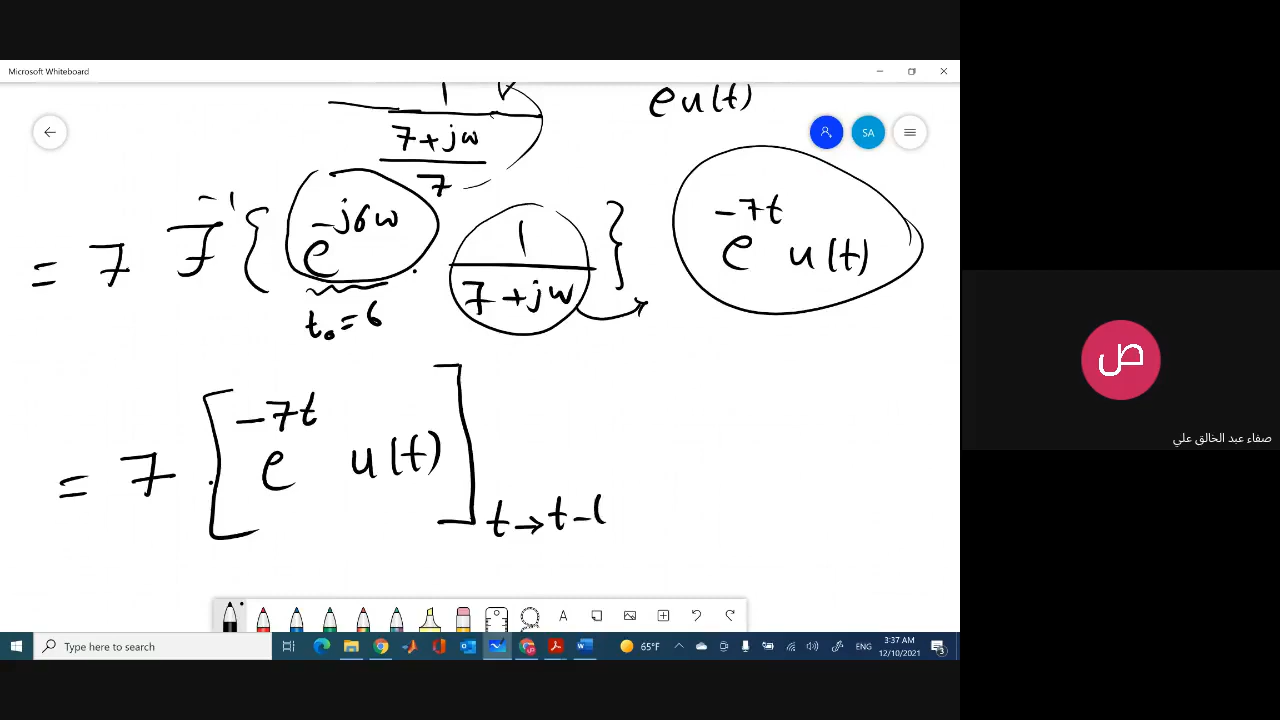 Microsoft Whiteboard
1
7+jω
7
e u(t)
SA
= 7 F⁻¹{ e^-j6ω · 1/(7+jω) }
t₀=6
e^-7t u(t)
= 7 [ e^-7t u(t) ] t→t-
صفاء عبد الخالق علي
ص
A
Type here to search
65°F
ENG
3:37 AM
12/10/2021
3